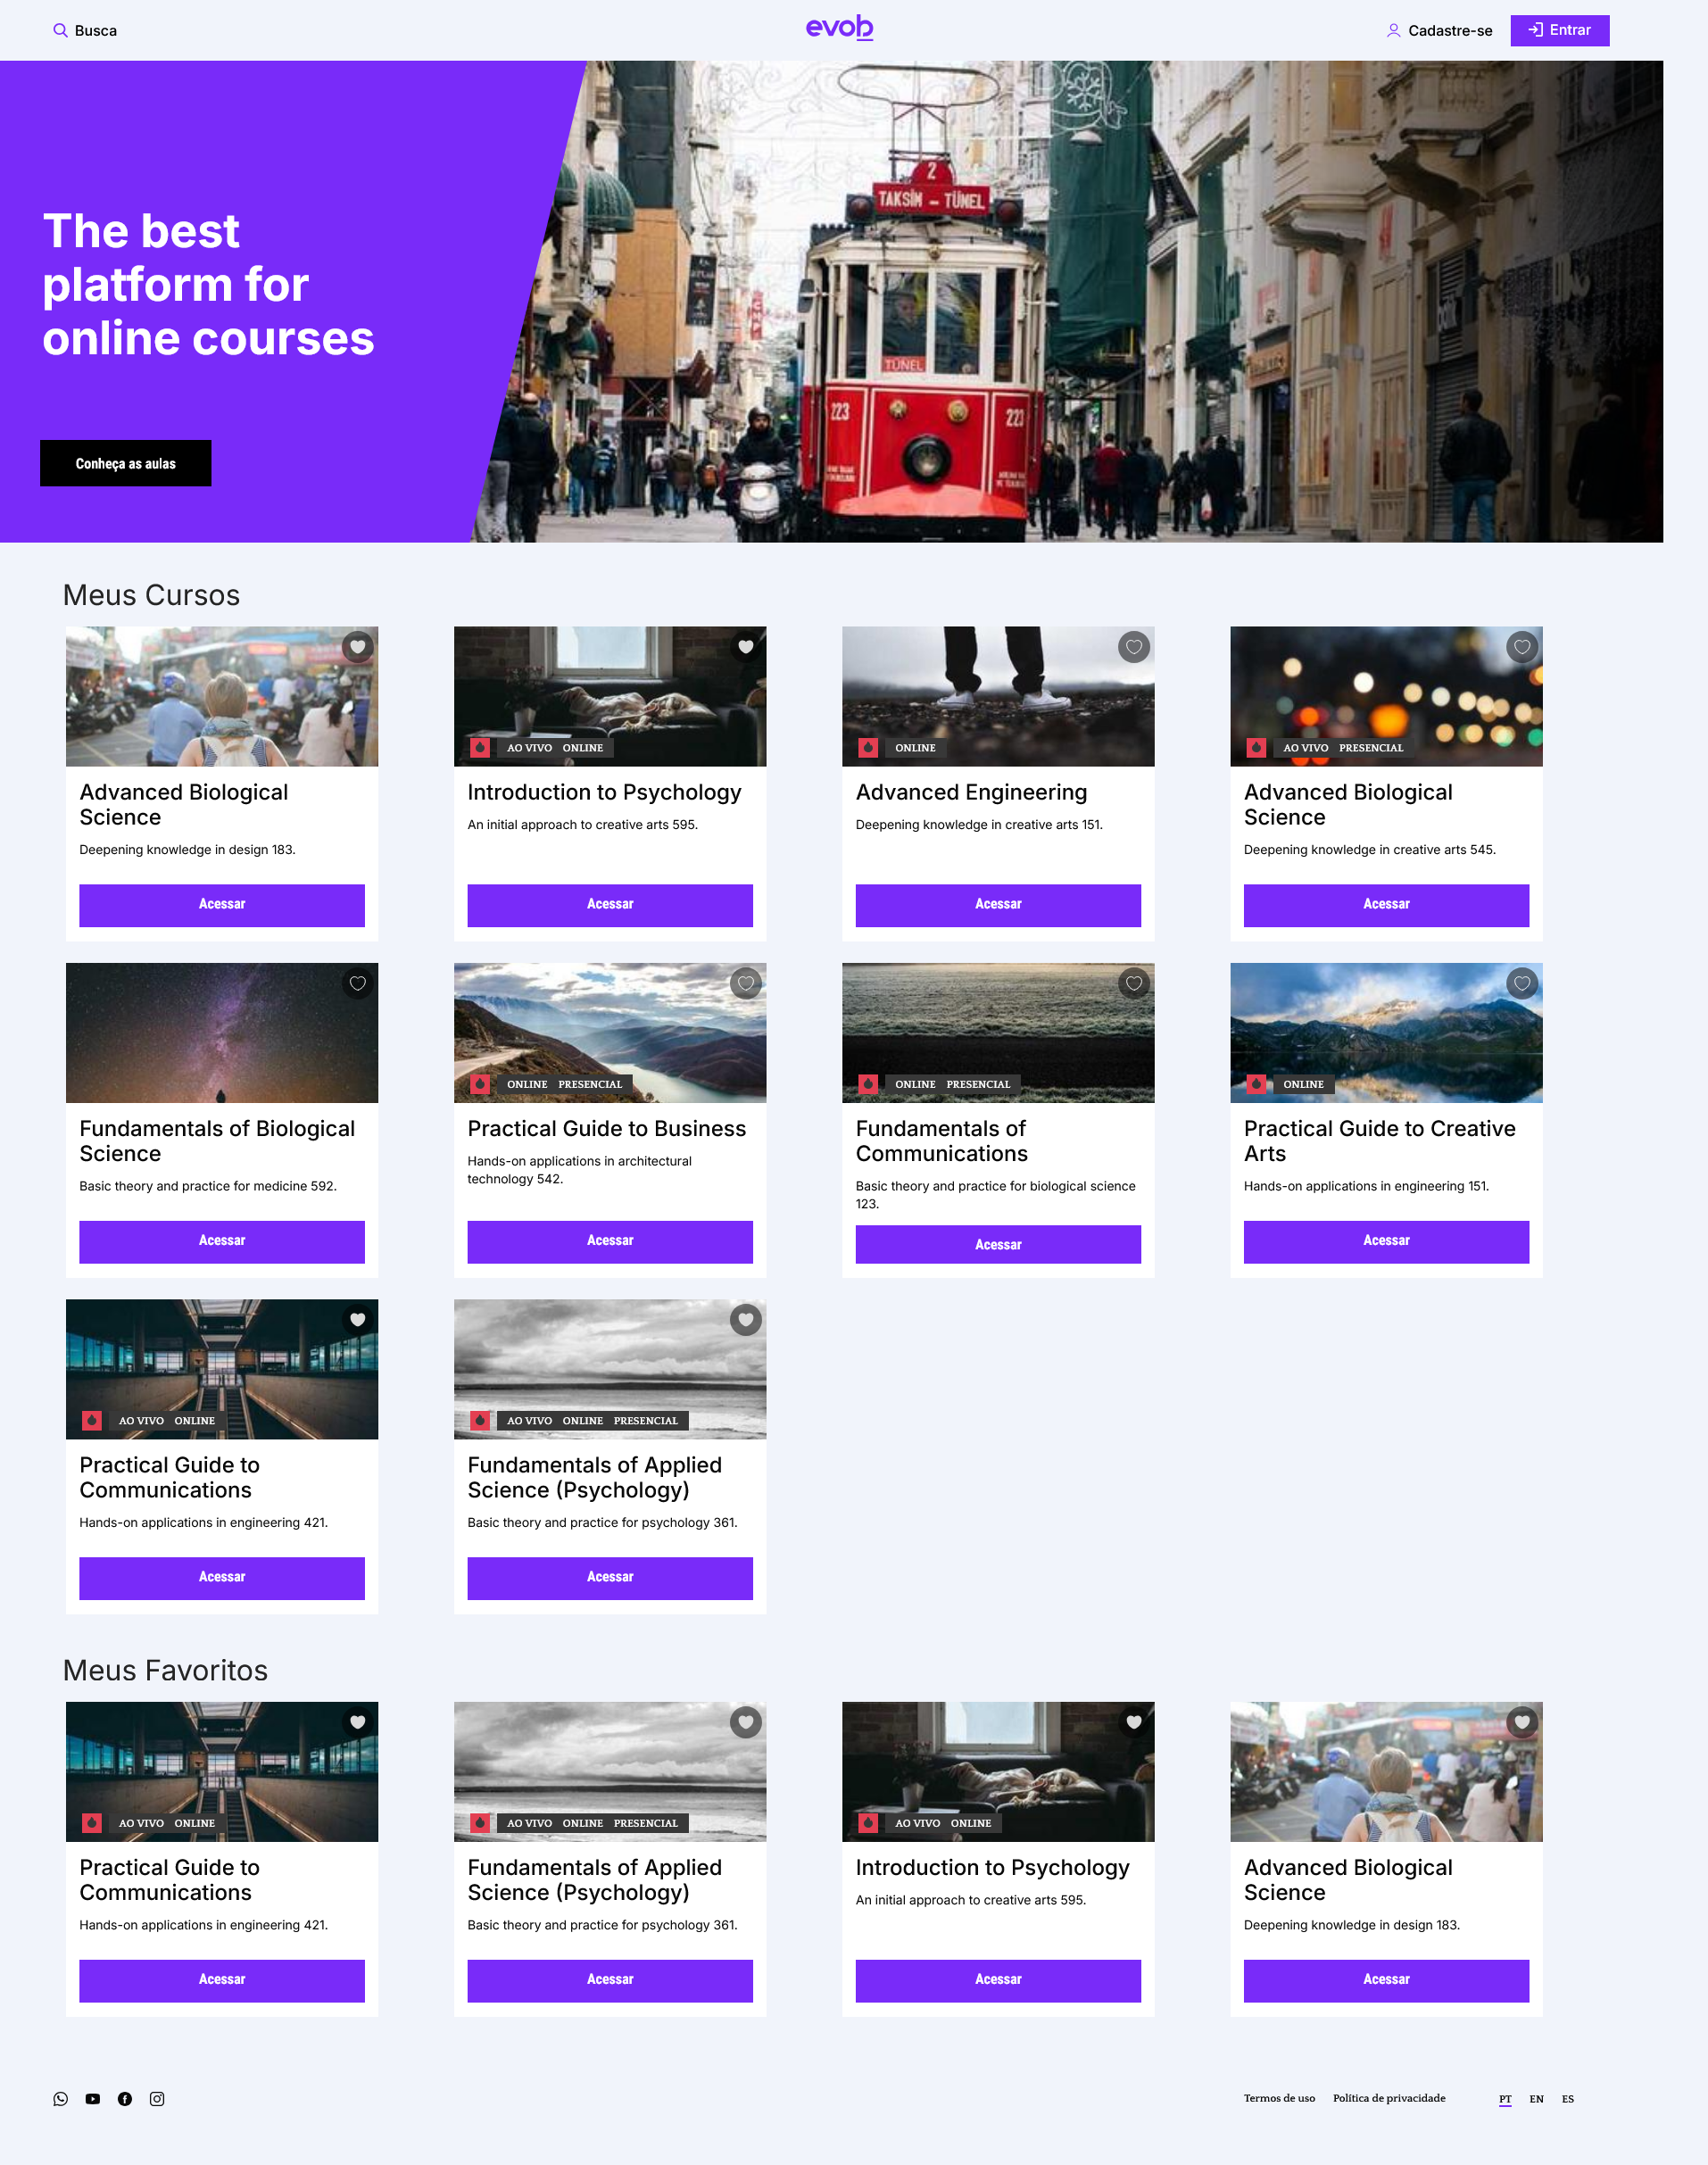 Busca
evob
Cadastre-se
Entrar
2
TAKSİM – TÜNEL
TÜNEL
223
223
The best
platform for
online courses
Conheça as aulas
Meus Cursos
AO VIVO ONLINE
ONLINE
AO VIVO PRESENCIAL
Advanced Biological
Science
Deepening knowledge in design 183.
Acessar
Introduction to Psychology
An initial approach to creative arts 595.
Acessar
Advanced Engineering
Deepening knowledge in creative arts 151.
Acessar
Advanced Biological
Science
Deepening knowledge in creative arts 545.
Acessar
ONLINE PRESENCIAL
ONLINE PRESENCIAL
ONLINE
Fundamentals of Biological
Science
Basic theory and practice for medicine 592.
Acessar
Practical Guide to Business
Hands-on applications in architectural
technology 542.
Acessar
Fundamentals of
Communications
Basic theory and practice for biological science
123.
Acessar
Practical Guide to Creative
Arts
Hands-on applications in engineering 151.
Acessar
AO VIVO ONLINE
AO VIVO ONLINE PRESENCIAL
Practical Guide to
Communications
Hands-on applications in engineering 421.
Acessar
Fundamentals of Applied
Science (Psychology)
Basic theory and practice for psychology 361.
Acessar
Meus Favoritos
AO VIVO ONLINE
AO VIVO ONLINE PRESENCIAL
AO VIVO ONLINE
Practical Guide to
Communications
Hands-on applications in engineering 421.
Acessar
Fundamentals of Applied
Science (Psychology)
Basic theory and practice for psychology 361.
Acessar
Introduction to Psychology
An initial approach to creative arts 595.
Acessar
Advanced Biological
Science
Deepening knowledge in design 183.
Acessar
Termos de uso
Política de privacidade
PT
EN
ES